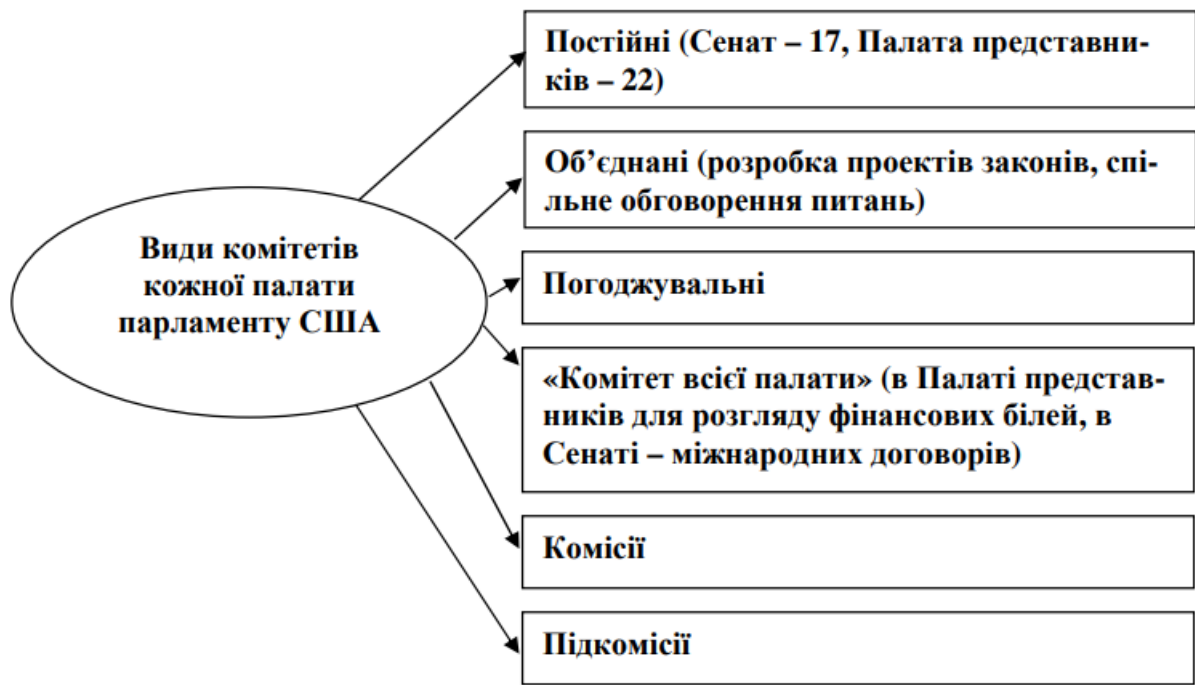 Види комітетів
кожної палати
парламенту США
Постійні (Сенат – 17, Палата представни-
ків – 22)
Об’єднані (розробка проектів законів, спі-
льне обговорення питань)
Погоджувальні
«Комітет всієї палати» (в Палаті представ-
ників для розгляду фінансових білей, в
Сенаті – міжнародних договорів)
Комісії
Підкомісії